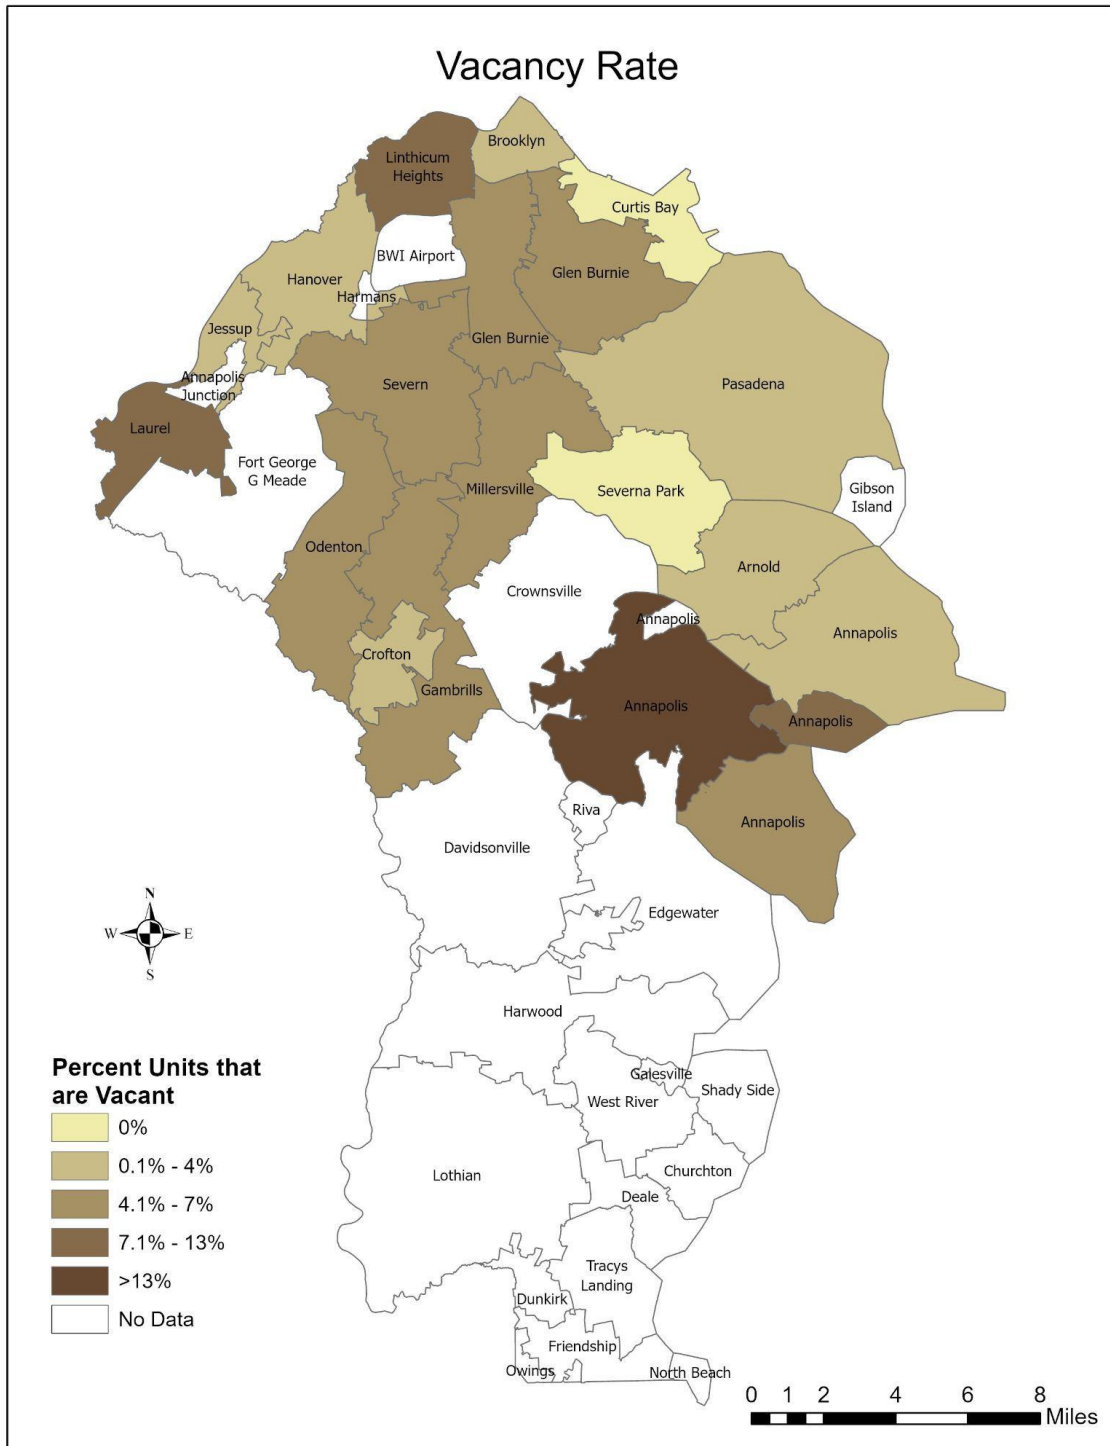 Vacancy Rate
Brooklyn
Linthicum
Heights
Curtis Bay
BWI Airport
Glen Burnie
Hanover
Harmans
Jessup
Glen Burnie
Annapolis
Junction
Severn
Pasadena
Laurel
Fort George
G Meade
Millersville
Severna Park
Gibson
Island
Odenton
Arnold
Crownsville
Annapolis
Annapolis
Crofton
Gambrills
Annapolis
Annapolis
Riva
Annapolis
Davidsonville
Edgewater
N
W
E
S
Harwood
Galesville
Shady Side
West River
Churchton
Lothian
Deale
Tracys
Landing
Dunkirk
Friendship
Owings
North Beach
Percent Units that
are Vacant
0%
0.1% - 4%
4.1% - 7%
7.1% - 13%
>13%
No Data
0 1 2 4 6 8
Miles